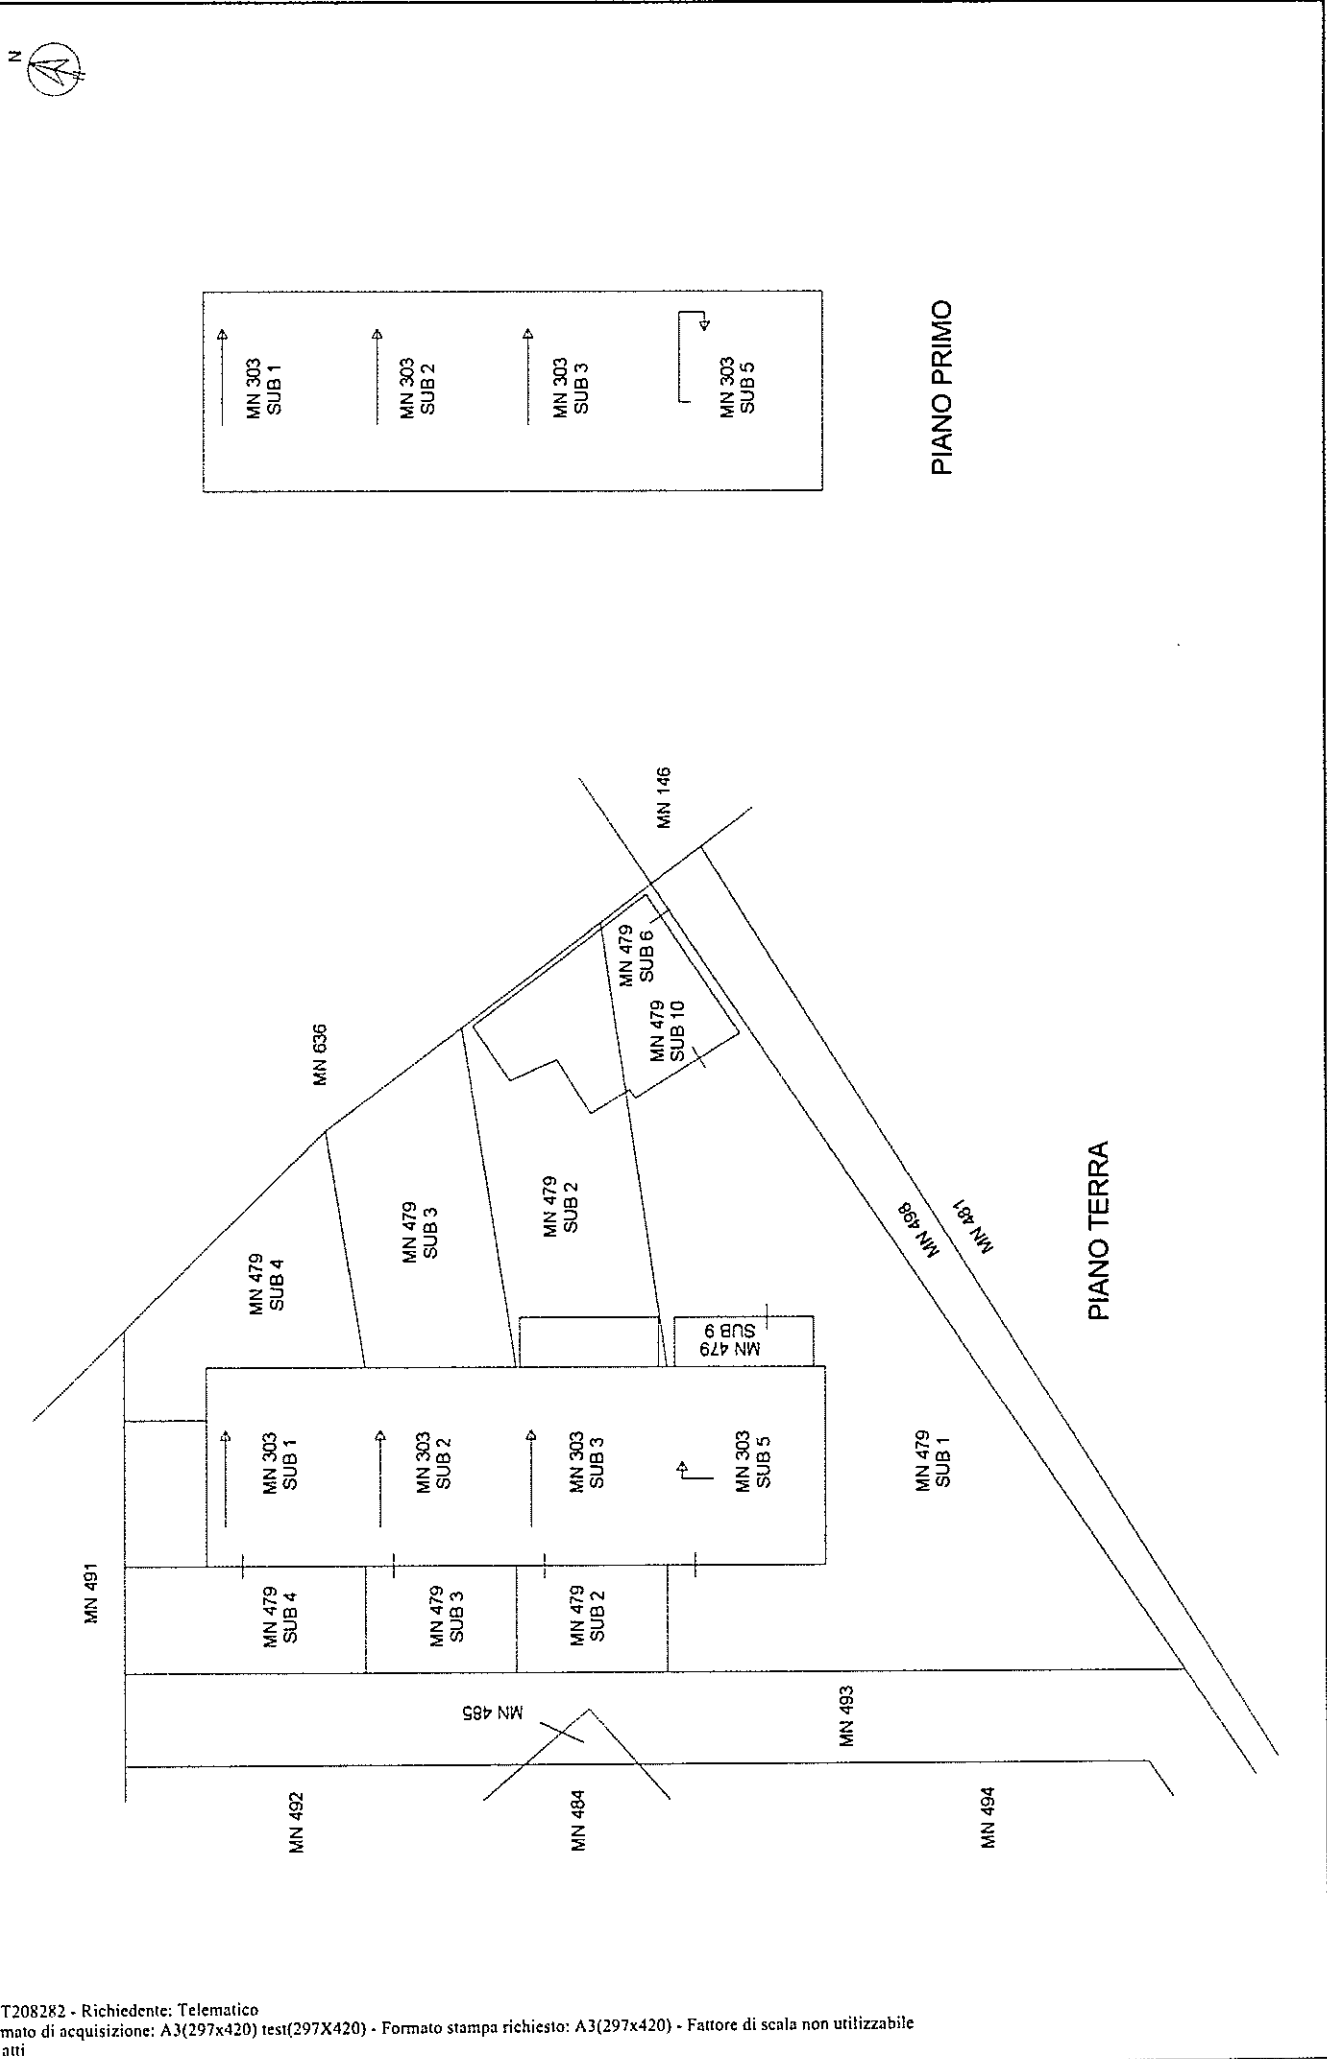 N
MN 303
SUB 1
MN 303
SUB 2
MN 303
SUB 3
MN 303
SUB 5
PIANO PRIMO
MN 146
MN 636
MN 479
SUB 6
MN 479
SUB 10
MN 479
SUB 4
MN 479
SUB 3
MN 479
SUB 2
MN 498
MN 481
PIANO TERRA
MN 479
SUB 9
MN 303
SUB 1
MN 303
SUB 2
MN 303
SUB 3
MN 303
SUB 5
MN 479
SUB 1
MN 491
MN 479
SUB 4
MN 479
SUB 3
MN 479
SUB 2
MN 485
MN 493
MN 492
MN 484
MN 494
T208282 - Richiedente: Telematico
mato di acquisizione: A3(297x420) test(297X420) - Formato stampa richiesto: A3(297x420) - Fattore di scala non utilizzabile
atti